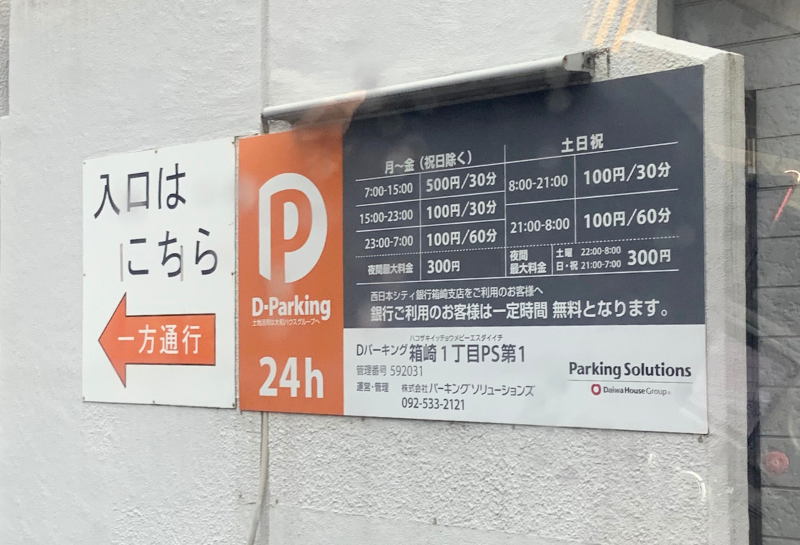 入口は
こちら
一方通行
D-Parking
土地活用は大和ハウスグループへ
24h
月〜金（祝日除く）
7:00-15:00 500円/30分
15:00-23:00 100円/30分
23:00-7:00 100円/60分
夜間最大料金 300円
土日祝
8:00-21:00 100円/30分
21:00-8:00 100円/60分
夜間最大料金 土曜 22:00-8:00 日・祝 21:00-7:00 300円
西日本シティ銀行箱崎支店をご利用のお客様へ
銀行ご利用のお客様は一定時間 無料となります。
ハコザキイッチョウメピーエスダイイチ
Dパーキング 箱崎1丁目PS第1
管理番号 592031
運営・管理 株式会社パーキングソリューションズ
092-533-2121
Parking Solutions
Daiwa House Group®